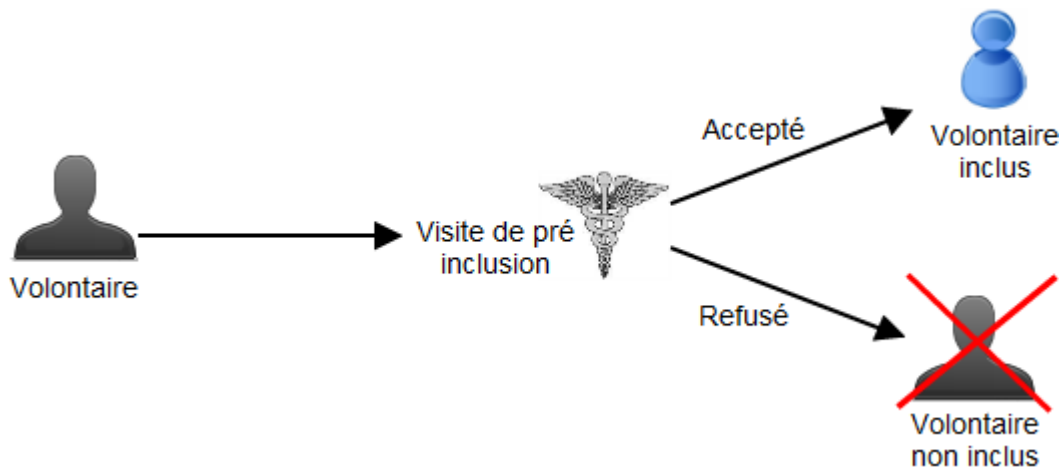 Volontaire
Visite de pré
inclusion
Accepté
Volontaire
inclus
Refusé
Volontaire
non inclus